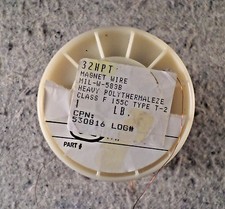 32HPT
MAGNET WIRE
MIL-W-583B
HEAVY POLYTHERMALEZE
CLASS F 155C TYPE T-2
1 LB.
CPN:
530816 LOG#
PART #